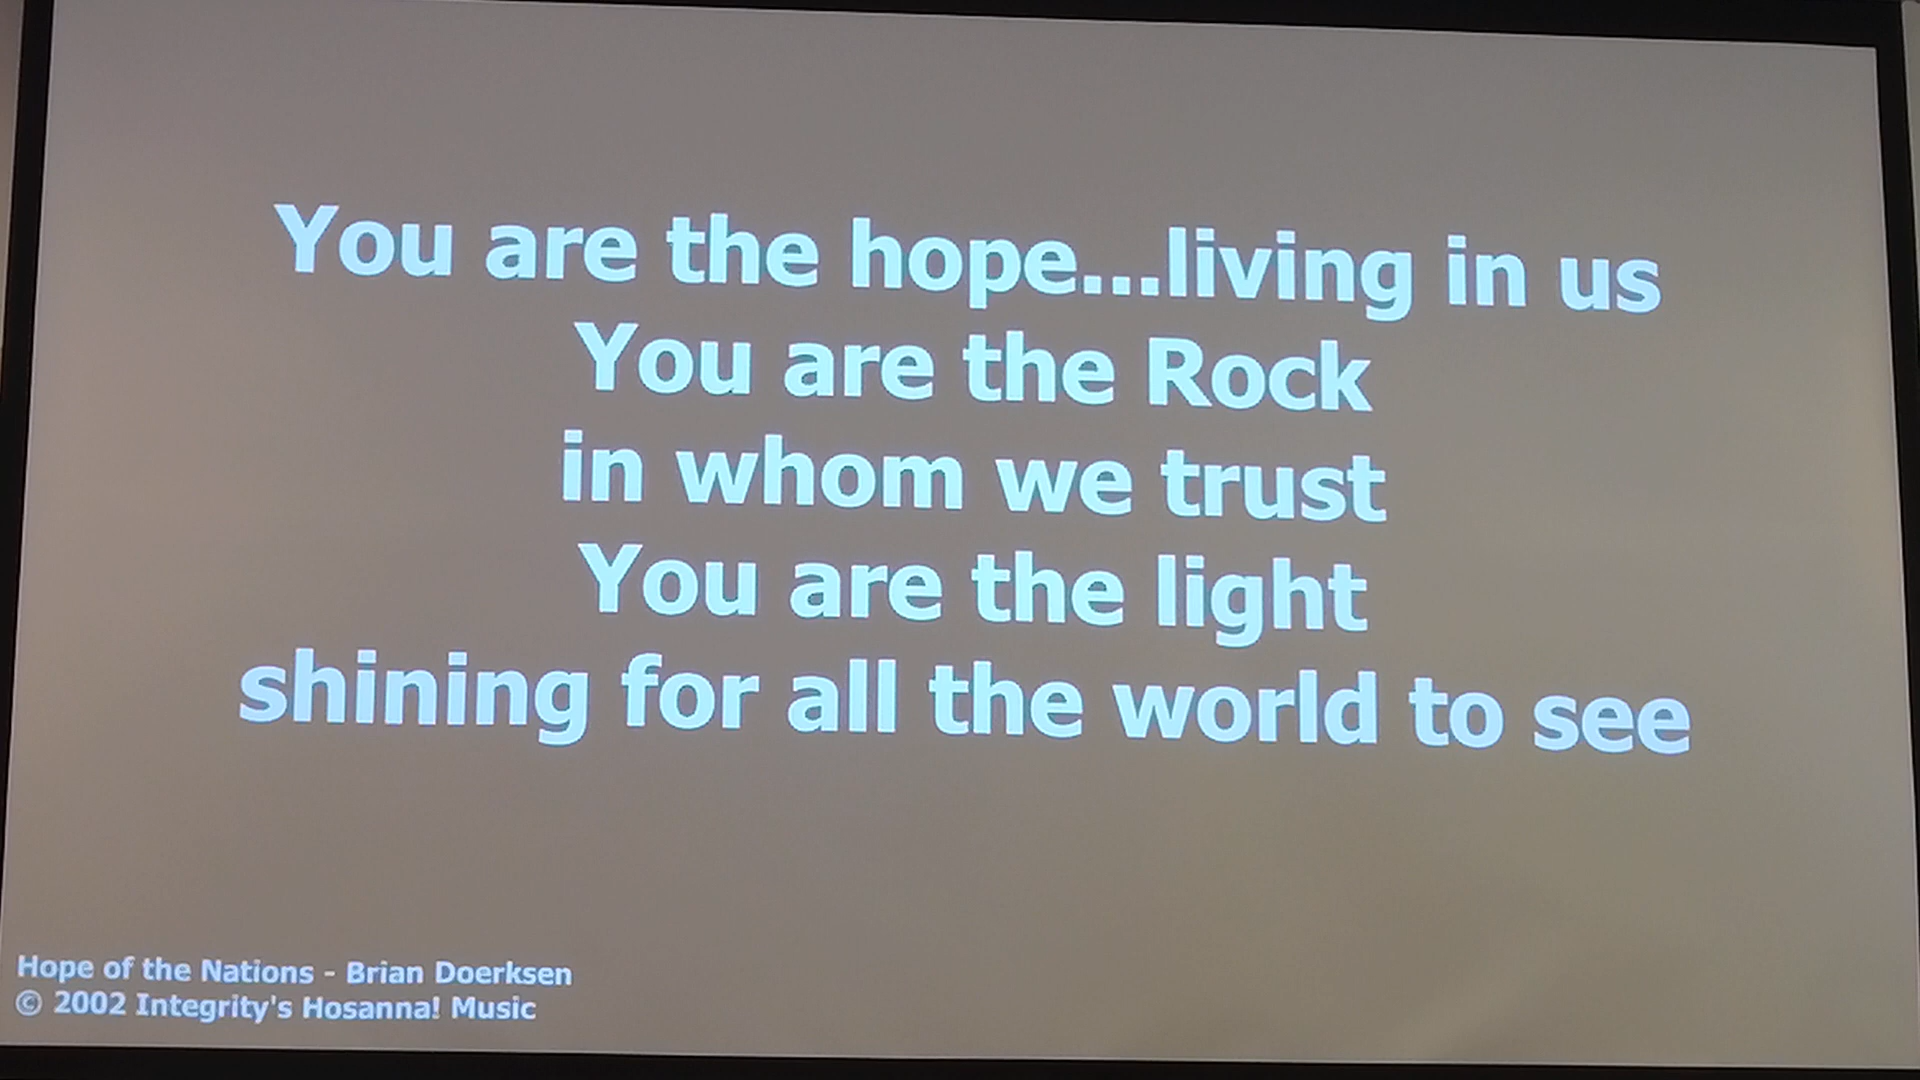 You are the hope...living in us
You are the Rock
in whom we trust
You are the light
shining for all the world to see
Hope of the Nations - Brian Doerksen
© 2002 Integrity's Hosanna! Music